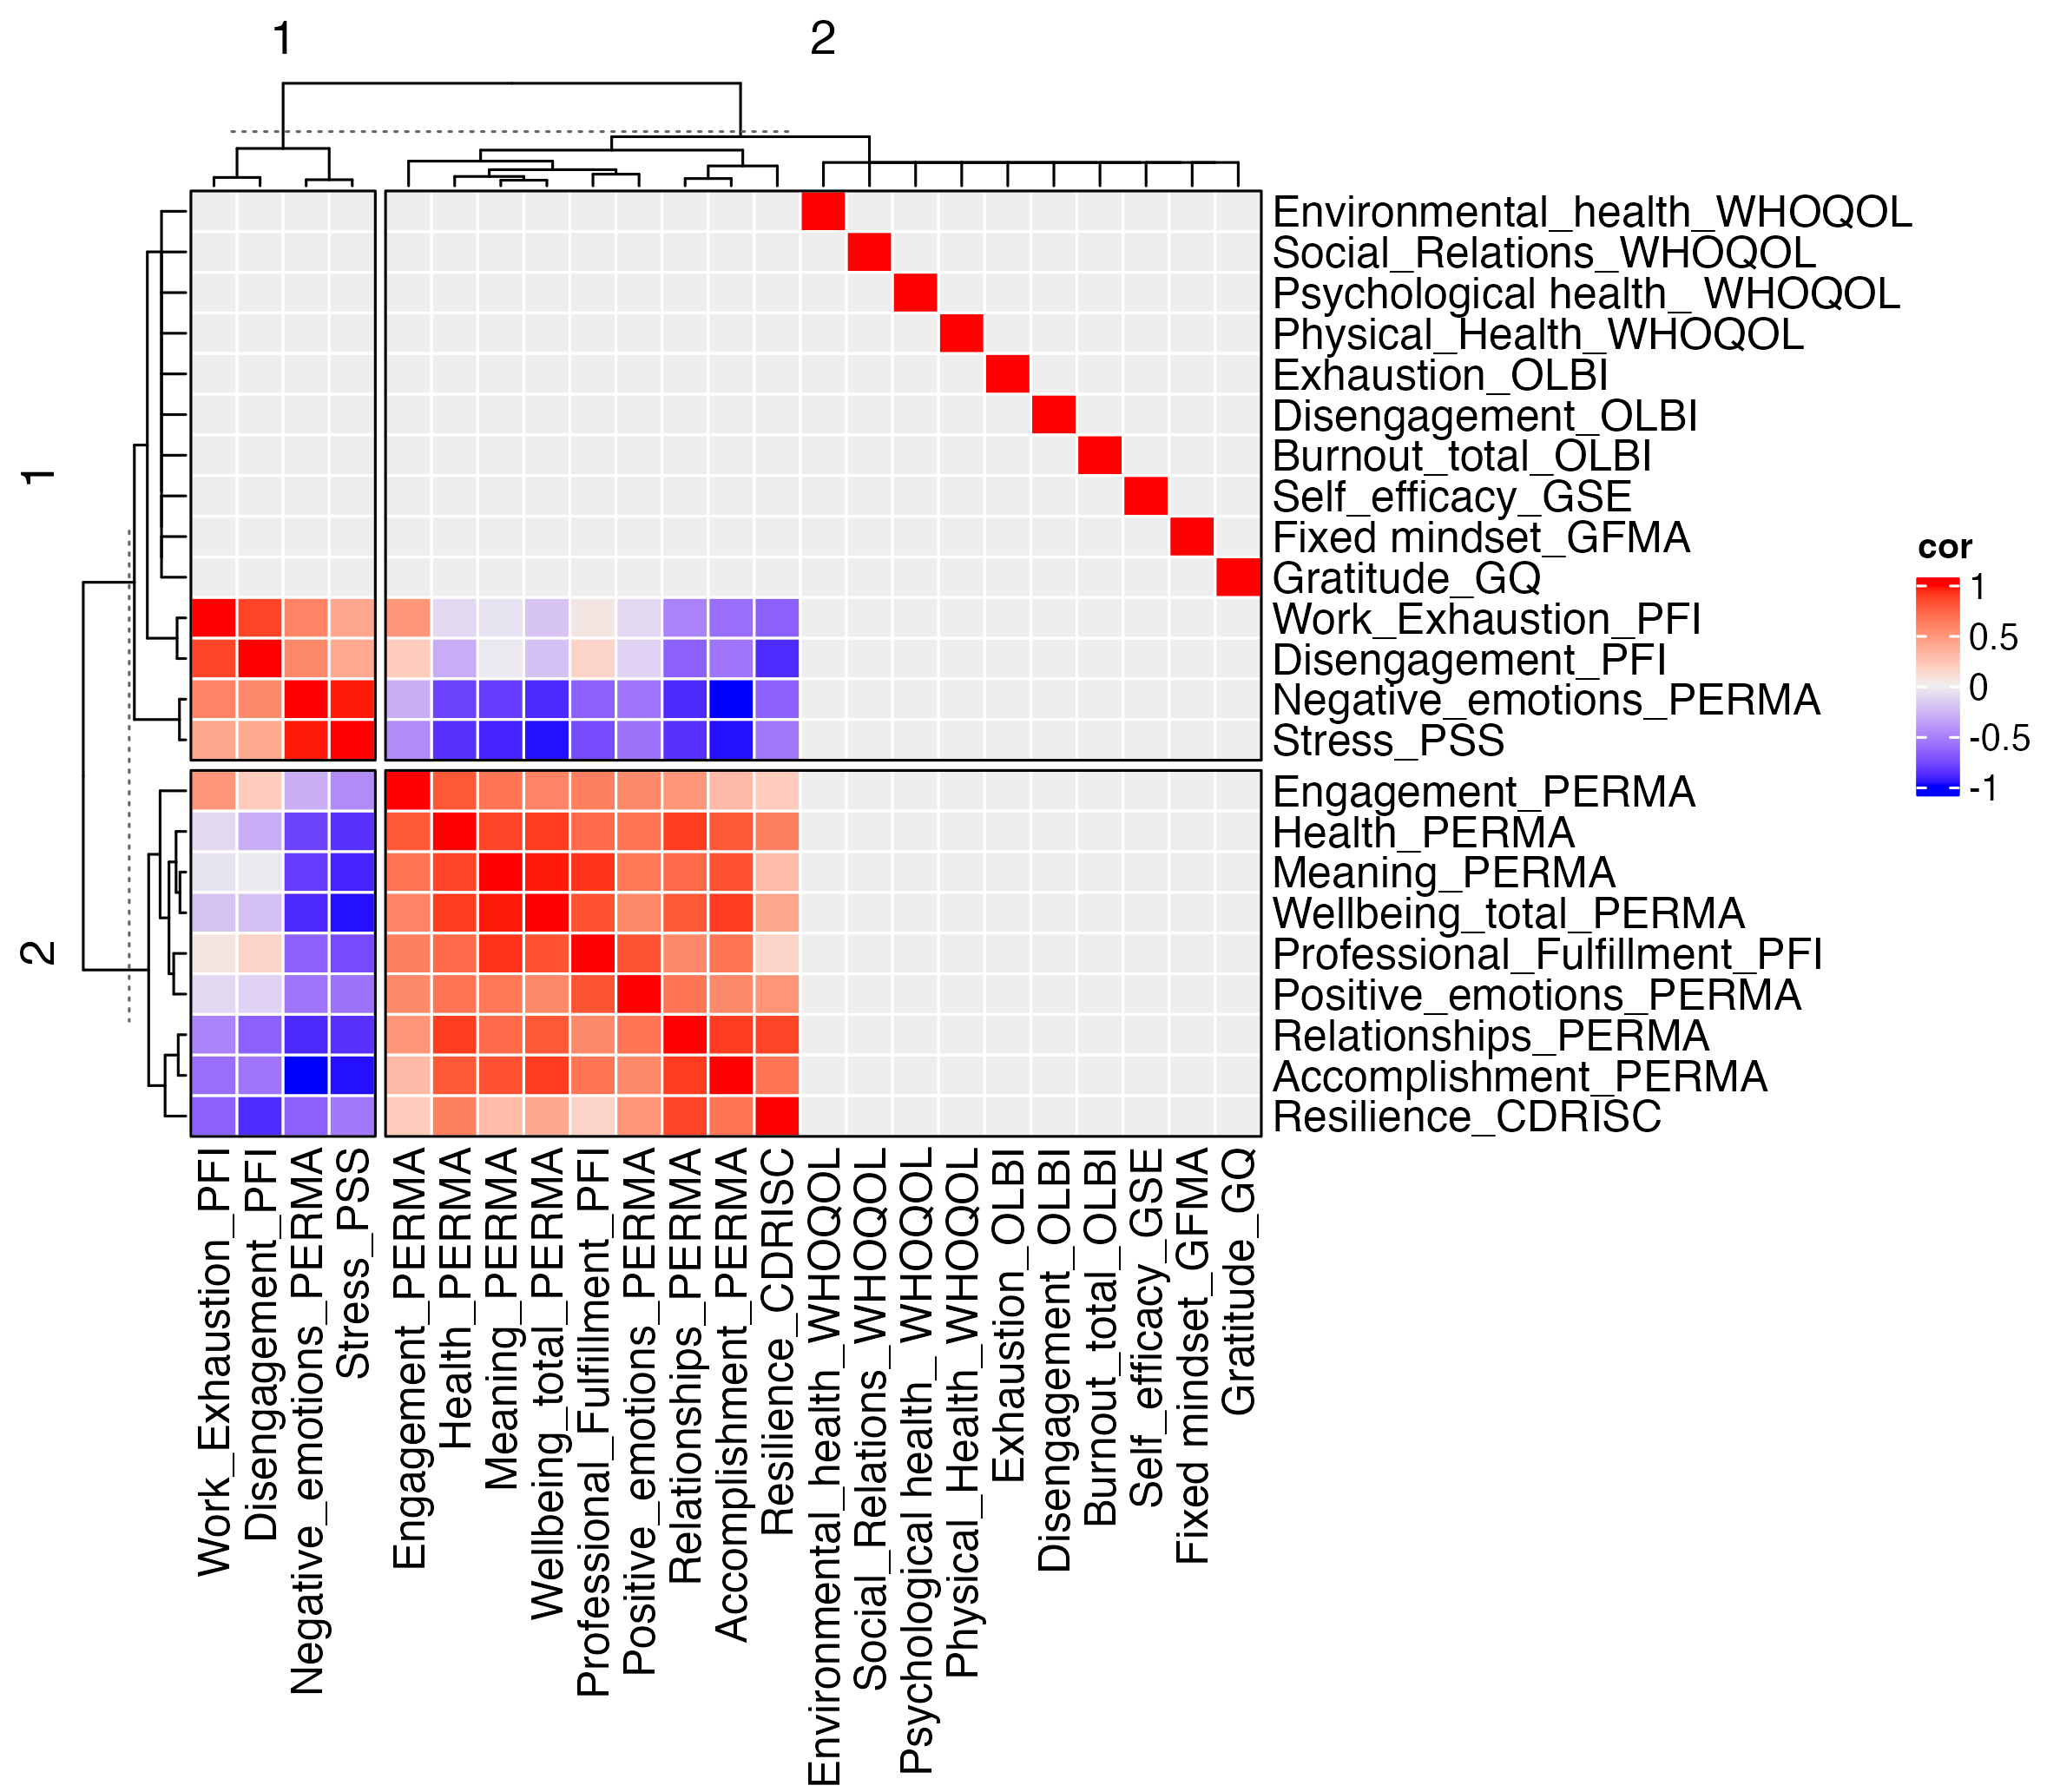 1
2
1
2
Environmental_health_WHOQOL
Social_Relations_WHOQOL
Psychological health_ WHOQOL
Physical_Health_WHOQOL
Exhaustion_OLBI
Disengagement_OLBI
Burnout_total_OLBI
Self_efficacy_GSE
Fixed mindset_GFMA
Gratitude_GQ
Work_Exhaustion_PFI
Disengagement_PFI
Negative_emotions_PERMA
Stress_PSS
Engagement_PERMA
Health_PERMA
Meaning_PERMA
Wellbeing_total_PERMA
Professional_Fulfillment_PFI
Positive_emotions_PERMA
Relationships_PERMA
Accomplishment_PERMA
Resilience_CDRISC
cor
1
0.5
0
-0.5
-1
Work_Exhaustion_PFI
Disengagement_PFI
Negative_emotions_PERMA
Stress_PSS
Engagement_PERMA
Health_PERMA
Meaning_PERMA
Wellbeing_total_PERMA
Professional_Fulfillment_PFI
Positive_emotions_PERMA
Relationships_PERMA
Accomplishment_PERMA
Resilience_CDRISC
Environmental_health_WHOQOL
Social_Relations_WHOQOL
Psychological health_ WHOQOL
Physical_Health_WHOQOL
Exhaustion_OLBI
Disengagement_OLBI
Burnout_total_OLBI
Self_efficacy_GSE
Fixed mindset_GFMA
Gratitude_GQ